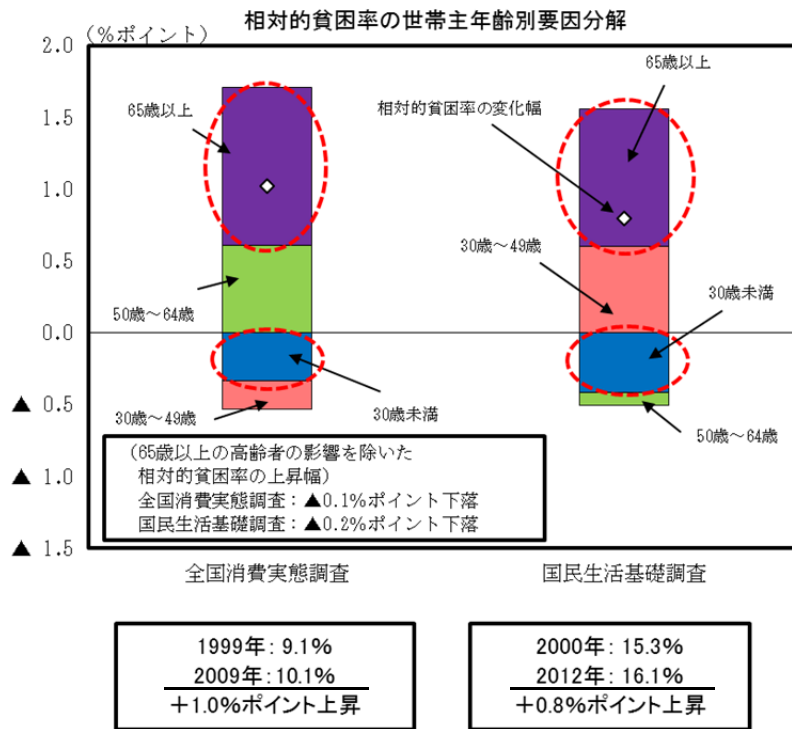 相対的貧困率の世帯主年齢別要因分解
(%ポイント)
2.0
1.5
1.0
0.5
0.0
▲ 0.5
▲ 1.0
▲ 1.5
65歳以上
50歳~64歳
30歳~49歳
30歳未満
相対的貧困率の変化幅
65歳以上
30歳~49歳
30歳未満
50歳~64歳
(65歳以上の高齢者の影響を除いた
相対的貧困率の上昇幅)
全国消費実態調査:▲0.1%ポイント下落
国民生活基礎調査:▲0.2%ポイント下落
全国消費実態調査
国民生活基礎調査
1999年:9.1%
2009年:10.1%
+1.0%ポイント上昇
2000年:15.3%
2012年:16.1%
+0.8%ポイント上昇